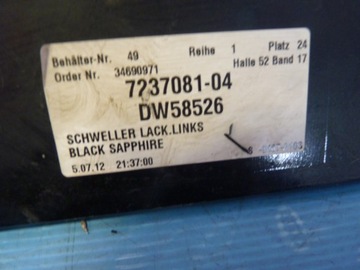 Behälter-Nr. 49 Reihe 1 Platz 24
Order Nr. 34690971 Halle 52 Band 17
7237081-04
DW58526
SCHWELLER LACK.LINKS
BLACK SAPPHIRE
5.07.12 21:37:00